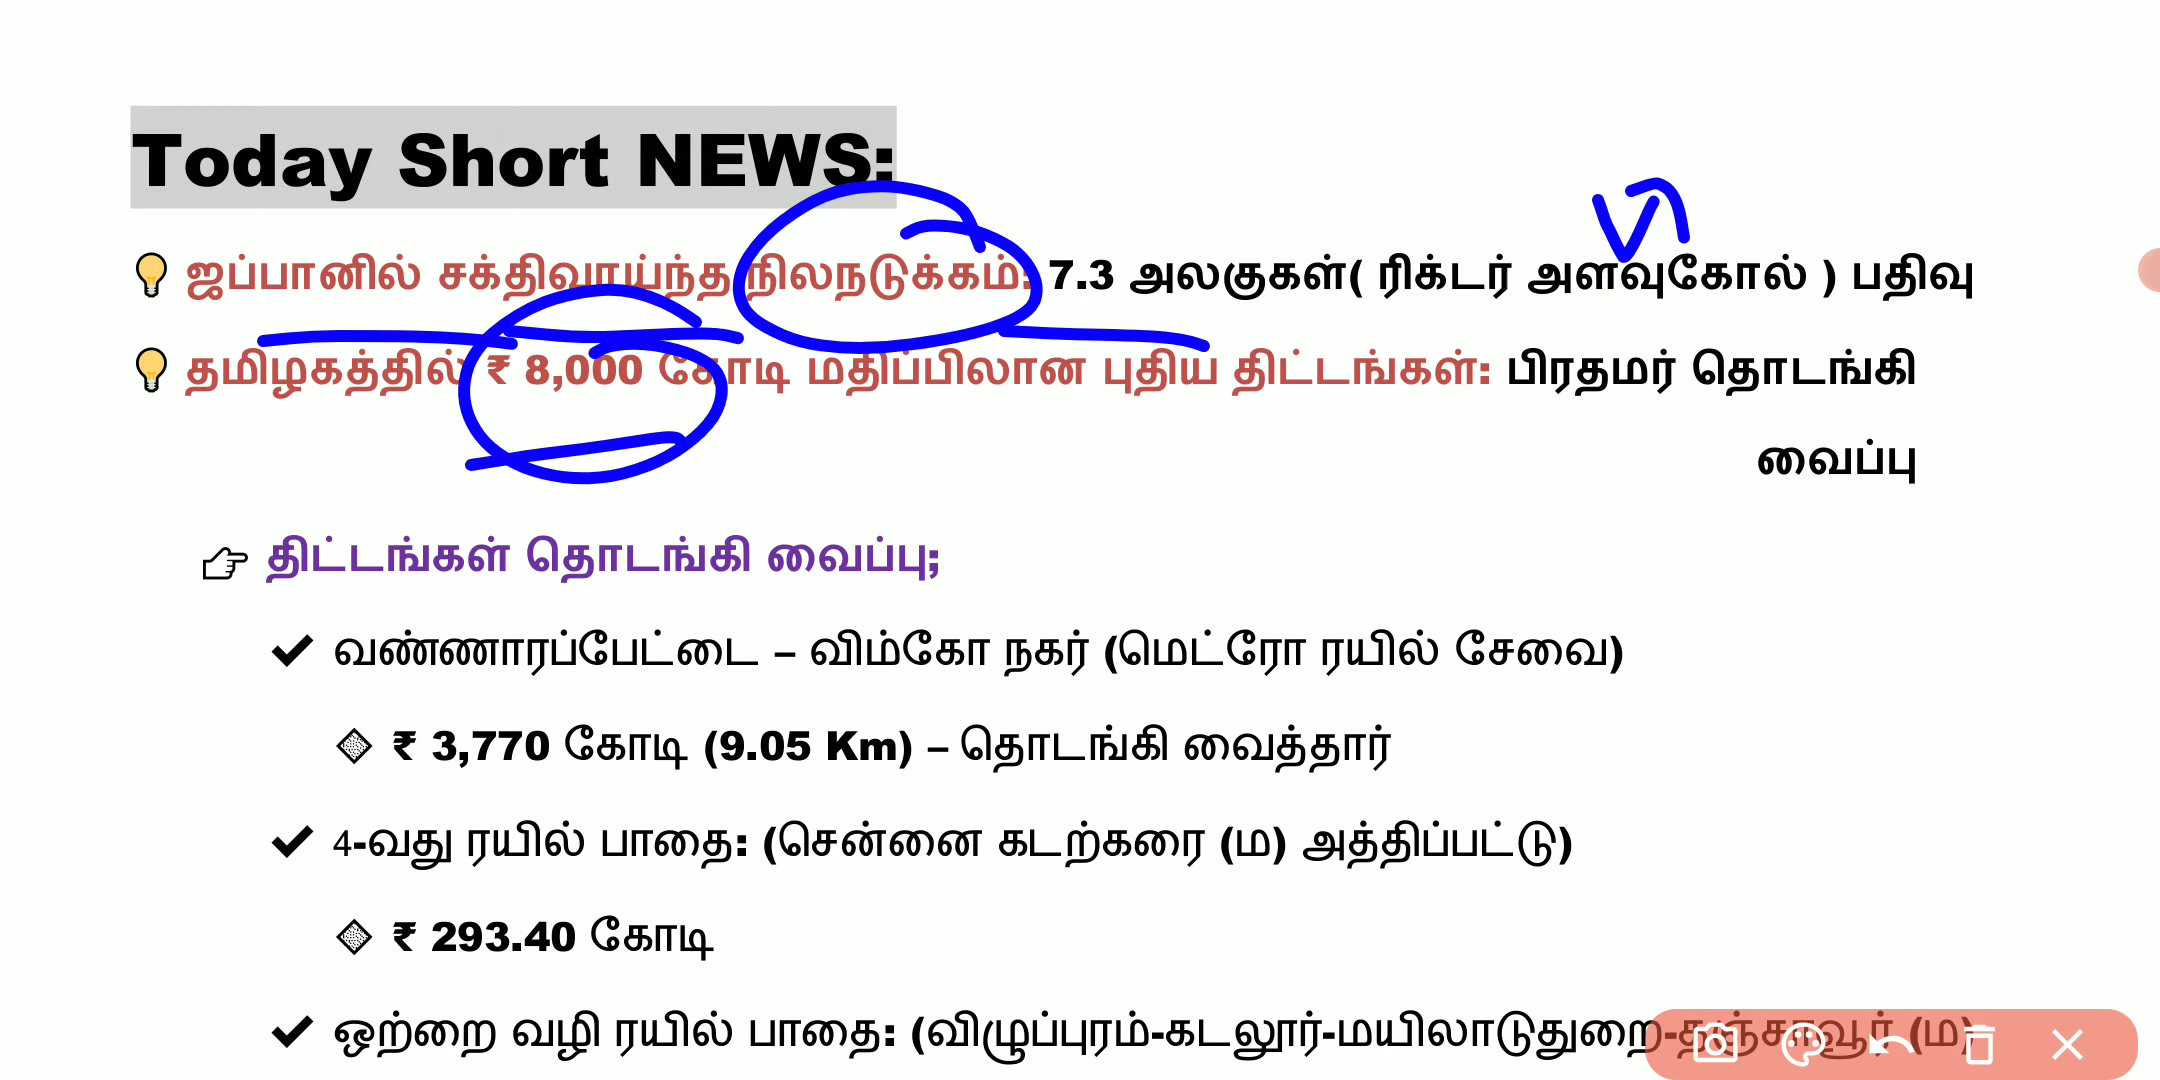 Today Short NEWS:
ஜப்பானில் சக்திவாய்ந்த நிலநடுக்கம்: 7.3 அலகுகள்( ரிக்டர் அளவுகோல் ) பதிவு
தமிழகத்தில் ₹ 8,000 கோடி மதிப்பிலான புதிய திட்டங்கள்: பிரதமர் தொடங்கி
வைப்பு
திட்டங்கள் தொடங்கி வைப்பு;
வண்ணாரப்பேட்டை – விம்கோ நகர் (மெட்ரோ ரயில் சேவை)
₹ 3,770 கோடி (9.05 Km) – தொடங்கி வைத்தார்
4-வது ரயில் பாதை: (சென்னை கடற்கரை (ம) அத்திப்பட்டு)
₹ 293.40 கோடி
ஒற்றை வழி ரயில் பாதை: (விழுப்புரம்-கடலூர்-மயிலாடுதுறை-தஞ்சாவூர் (ம)